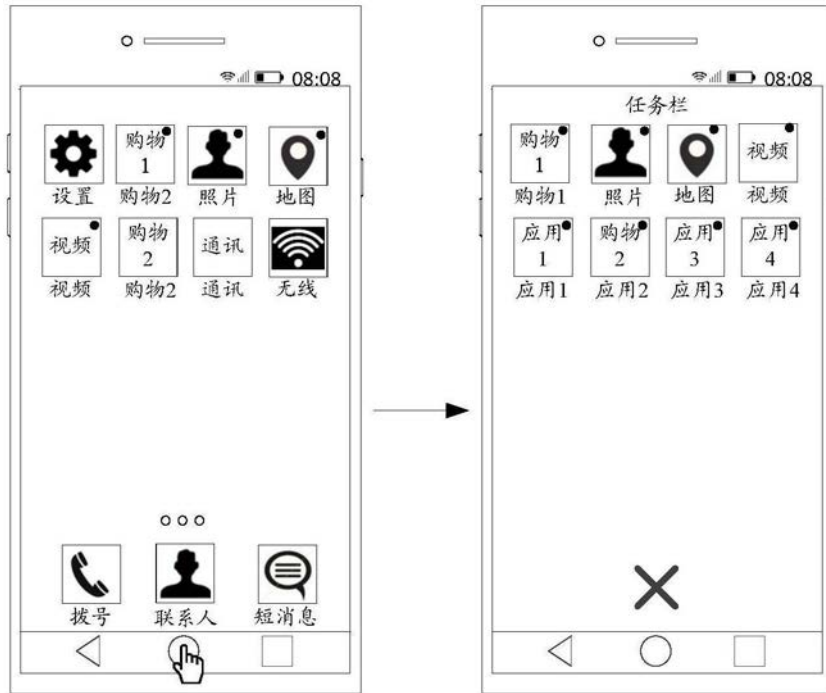 08:08
购物
1
设置 购物2 照片 地图
视频
购物
2
通讯
视频 购物2 通讯 无线
拨号 联系人 短消息
08:08
任务栏
购物
1
视频
购物1 照片 地图 视频
应用
1
购物
2
应用
3
应用
4
应用1 应用2 应用3 应用4